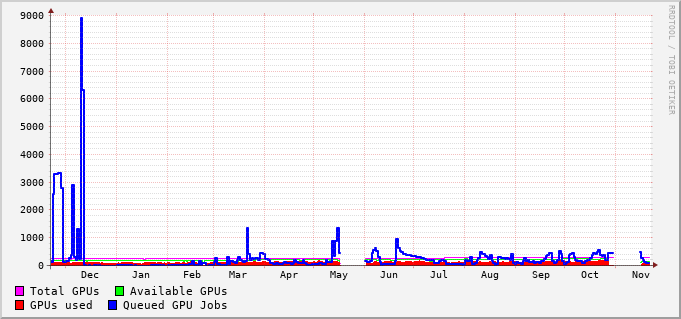 9000
8000
7000
6000
5000
4000
3000
2000
1000
0
Dec Jan Feb Mar Apr May Jun Jul Aug Sep Oct Nov
Total GPUs Available GPUs
GPUs used Queued GPU Jobs
RRDTOOL / TOBI OETIKER